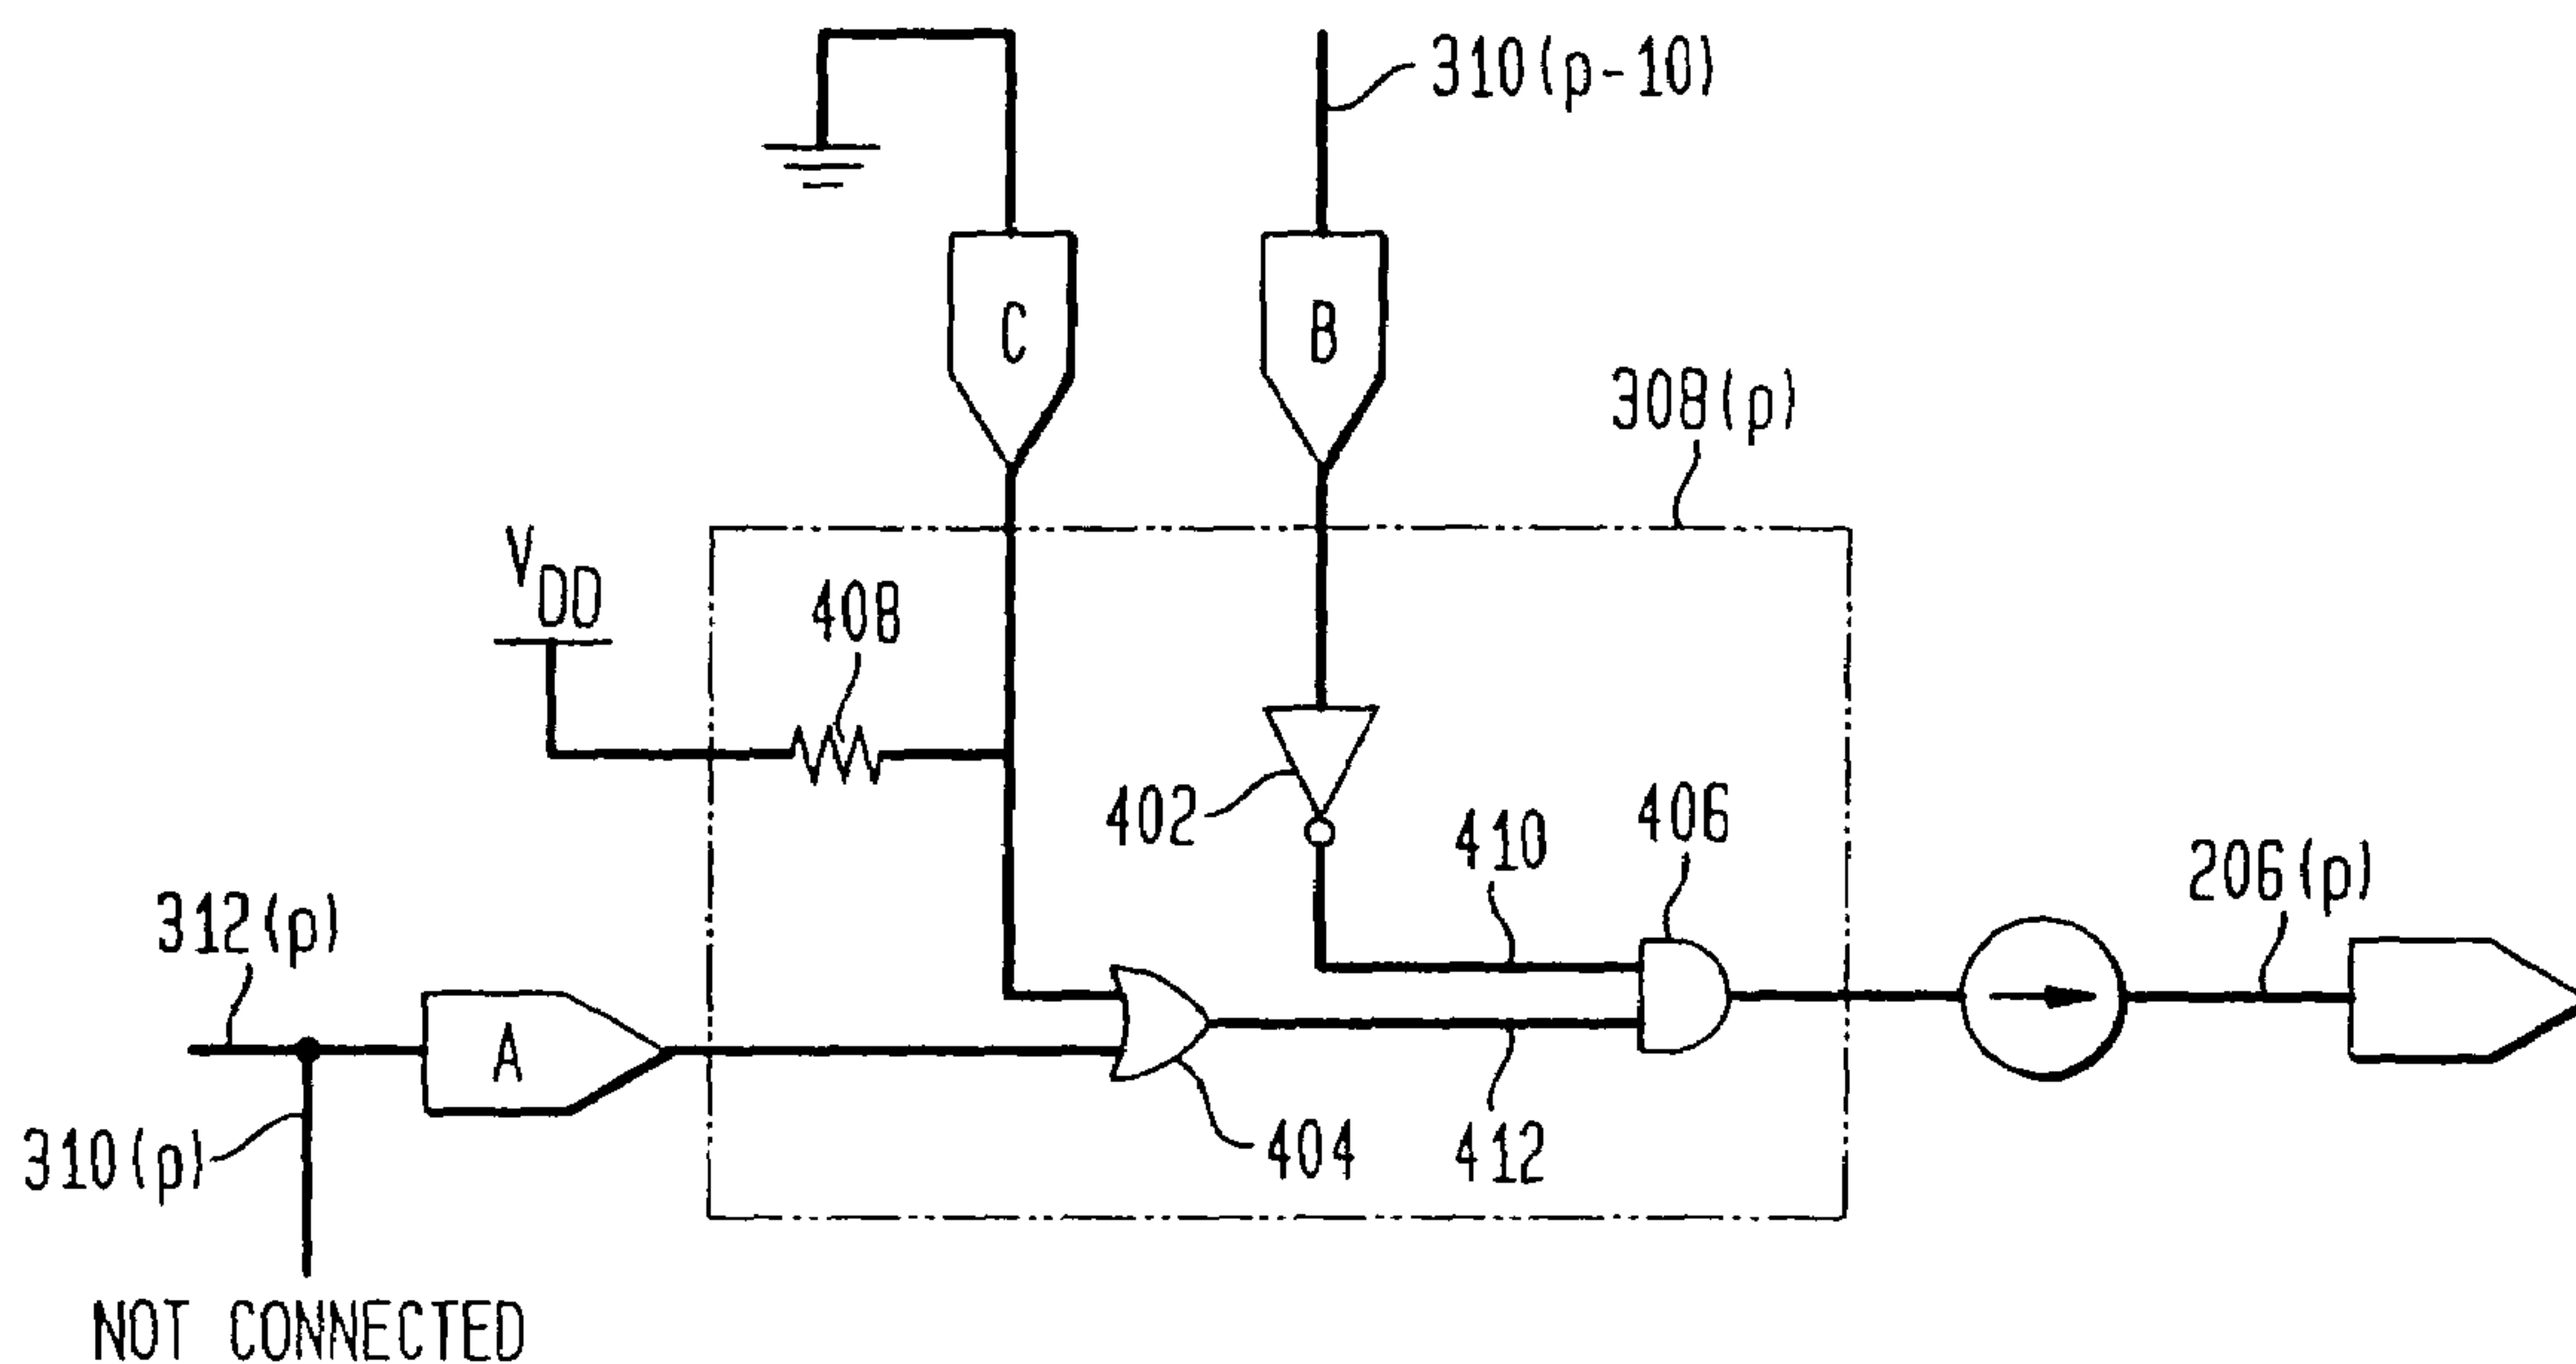 310(p-10)
C
B
308(p)
VDD
408
402
410
406
206(p)
312(p)
A
310(p)
404
412
NOT CONNECTED